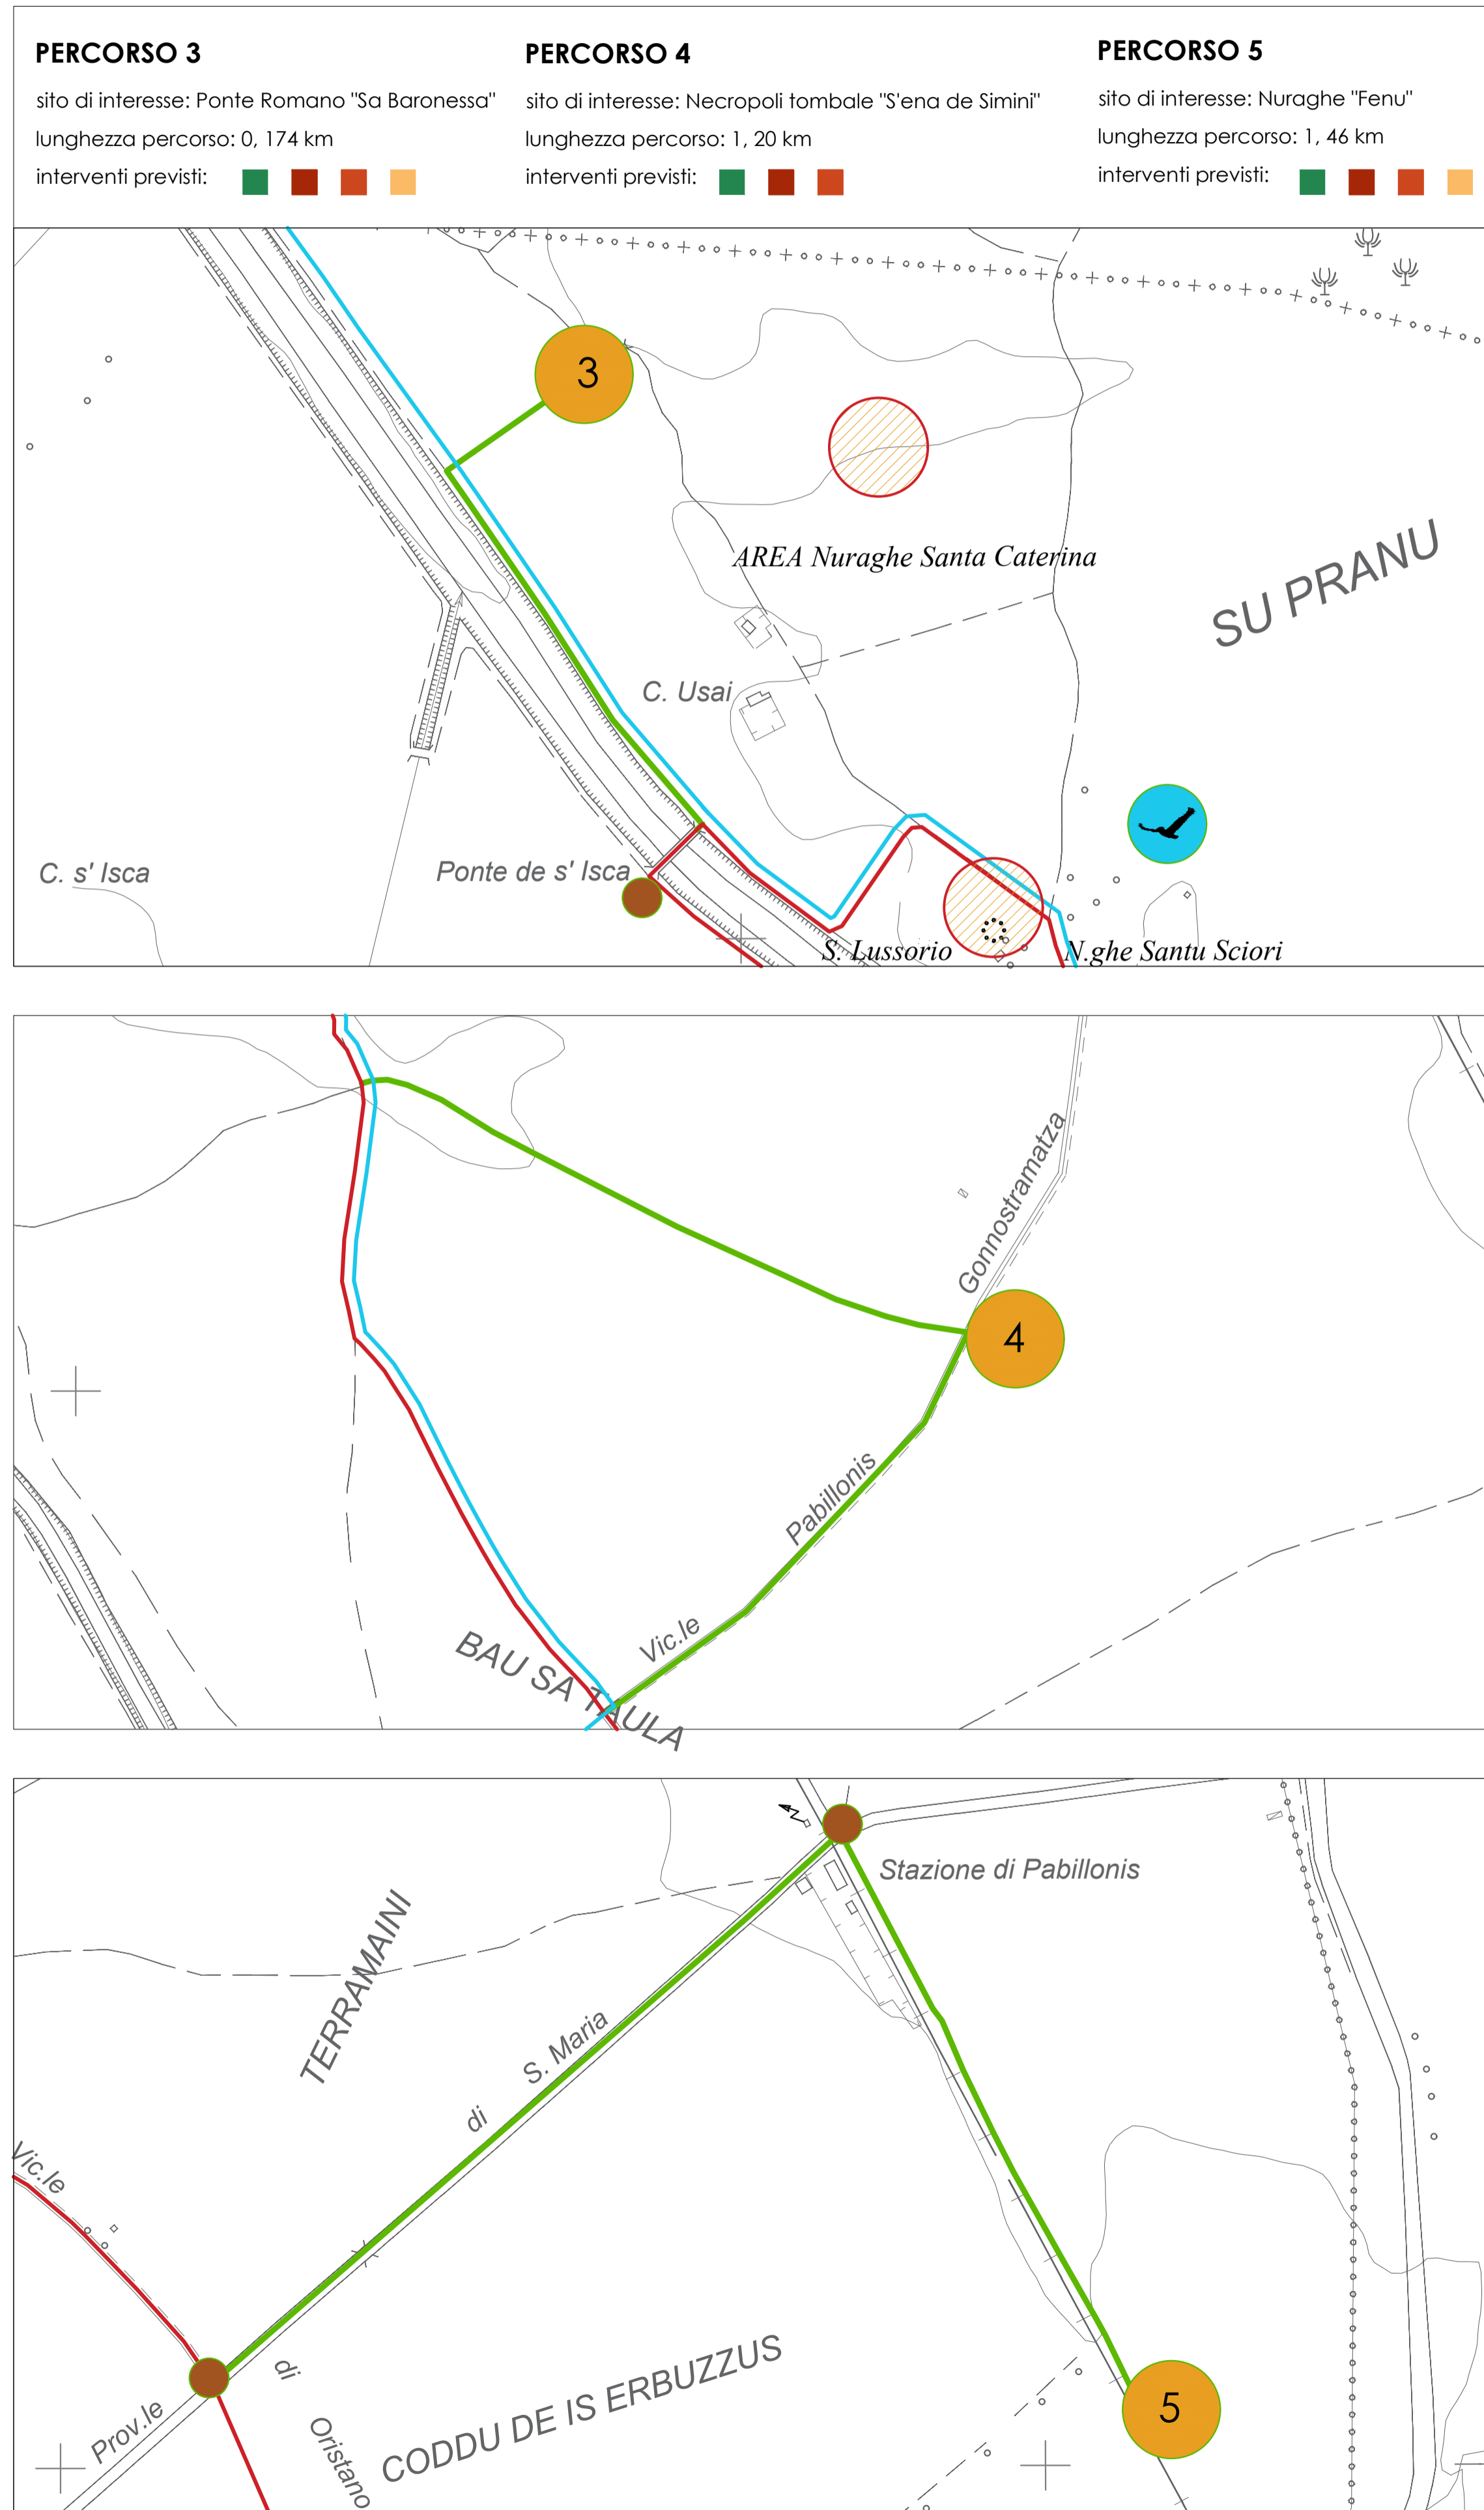 PERCORSO 3
sito di interesse: Ponte Romano "Sa Baronessa"
lunghezza percorso: 0, 174 km
interventi previsti:
PERCORSO 4
sito di interesse: Necropoli tombale "S'ena de Simini"
lunghezza percorso: 1, 20 km
interventi previsti:
PERCORSO 5
sito di interesse: Nuraghe "Fenu"
lunghezza percorso: 1, 46 km
interventi previsti:
3
AREA Nuraghe Santa Caterina
SU PRANU
C. Usai
C. s' Isca
Ponte de s' Isca
S. Lussorio
N.ghe Santu Sciori
Gonnostramatza
4
Pabillonis
Vic.le
BAU SA TAULA
Stazione di Pabillonis
TERRAMAINI
S. Maria
di
Vic.le
di
Prov.le
Oristano
CODDU DE IS ERBUZZUS
5